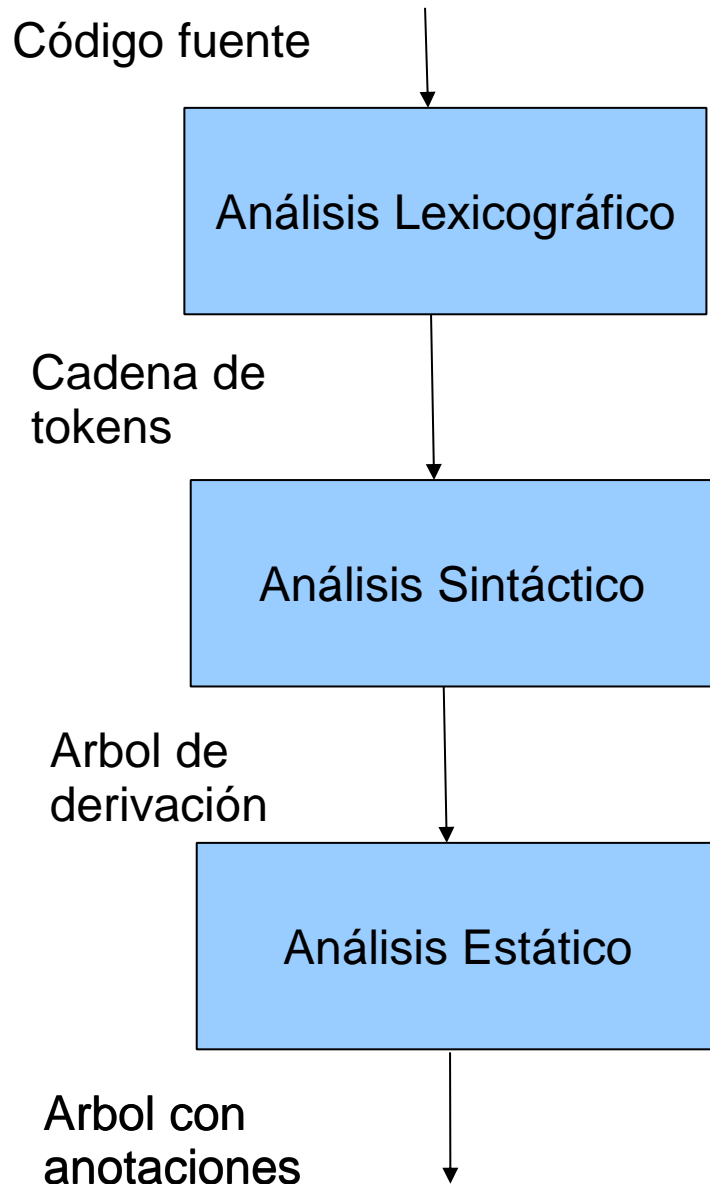 Código fuente
Análisis Lexicográfico
Cadena de
tokens
Análisis Sintáctico
Arbol de
derivación
Análisis Estático
Arbol con
anotaciones